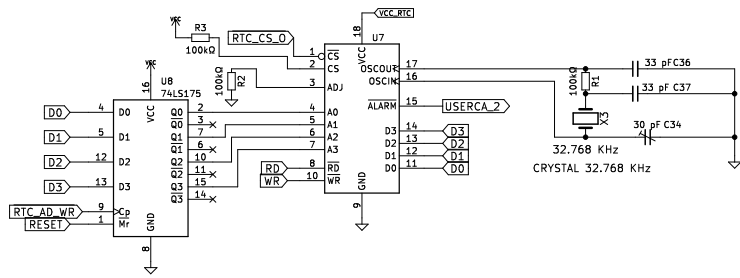 VCC
R3
100kΩ
RTC_CS_0
VCC_RTC
U7
18
VCC
1 CS
2 CS
3 ADJ
R2
100kΩ
4 A0
5 A1
6 A2
7 A3
8 RD
10 WR
RD
WR
GND
9
OSCOUT 17
OSCIN 16
ALARM 15
USERCA_2
D3 14 D3
D2 13 D2
D1 12 D1
D0 11 D0
33 pF C36
R1
100kΩ
33 pF C37
X3
30 pF C34
32.768 KHz
CRYSTAL 32.768 KHz
VCC
16
U8
74LS175
VCC
D0 4 D0
D1 5 D1
D2 12 D2
D3 13 D3
RTC_AD_WR 9 Cp
RESET 1 Mr
Q0 2
Q0 3
Q1 7
Q1 6
Q2 10
Q2 11
Q3 15
Q3 14
GND
8